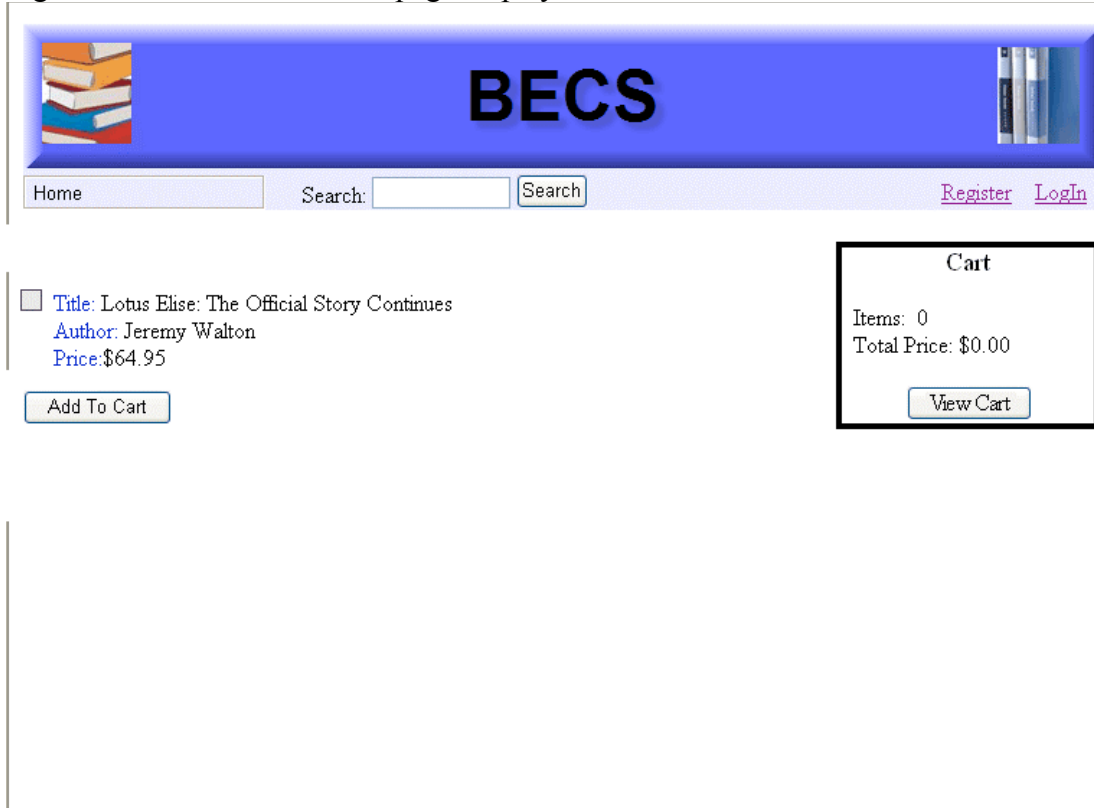 BECS
Home Search: Search Register LogIn
Cart
Title: Lotus Elise: The Official Story Continues
Author: Jeremy Walton
Price:$64.95
Items: 0
Total Price: $0.00
Add To Cart
View Cart